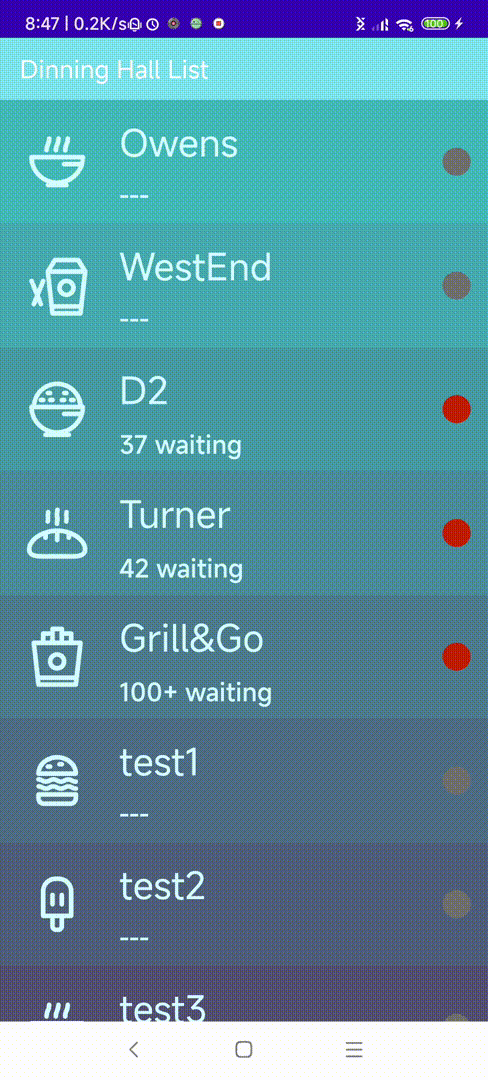 8:47 | 0.2K/s
100
Dinning Hall List
Owens
---
WestEnd
---
D2
37 waiting
Turner
42 waiting
Grill&Go
100+ waiting
test1
---
test2
---
test3